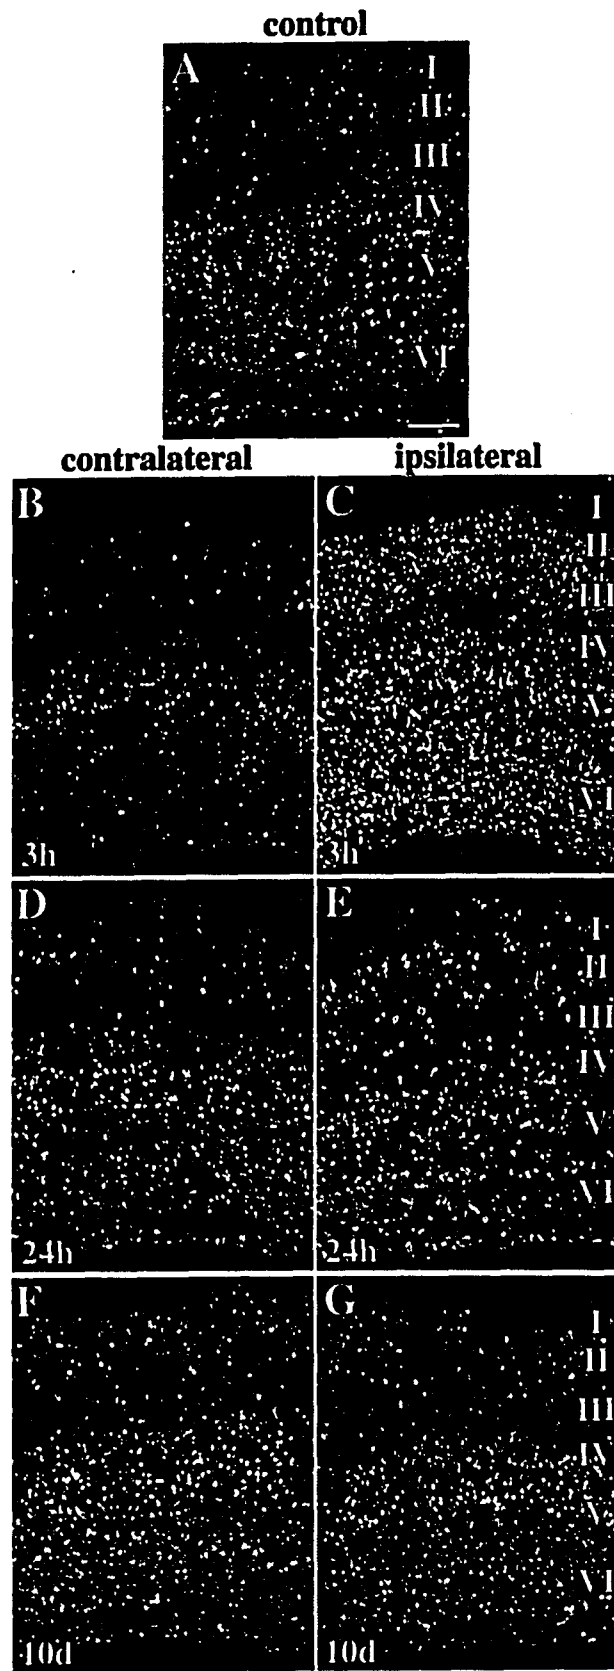 control
A
I
II
III
IV
V
VI
contralateral ipsilateral
B
3h
C
I
II
III
IV
V
VI
3h
D
24h
E
I
II
III
IV
V
VI
24h
F
10d
G
I
II
III
IV
V
VI
10d